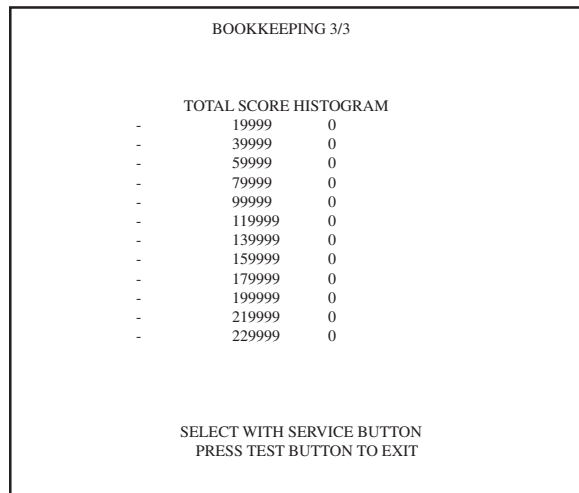 BOOKKEEPING 3/3
TOTAL SCORE HISTOGRAM
- 19999 0
- 39999 0
- 59999 0
- 79999 0
- 99999 0
- 119999 0
- 139999 0
- 159999 0
- 179999 0
- 199999 0
- 219999 0
- 229999 0
SELECT WITH SERVICE BUTTON
PRESS TEST BUTTON TO EXIT